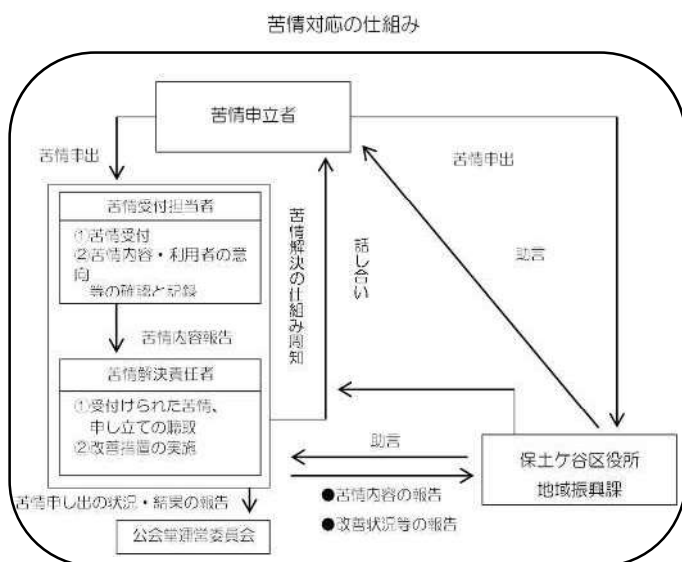 苦情対応の仕組み
苦情申立者
苦情申出
苦情申出
苦情受付担当者
①苦情受付
②苦情内容・利用者の意
向
等の確認と記録
苦情解決の仕組み周知
話し合い
助言
苦情内容報告
苦情解決責任者
①受付けられた苦情、
申し立ての聴取
②改善措置の実施
助言
保土ケ谷区役所
地域振興課
●苦情内容の報告
●改善状況等の報告
苦情申し出の状況・結果の報告
公会堂運営委員会